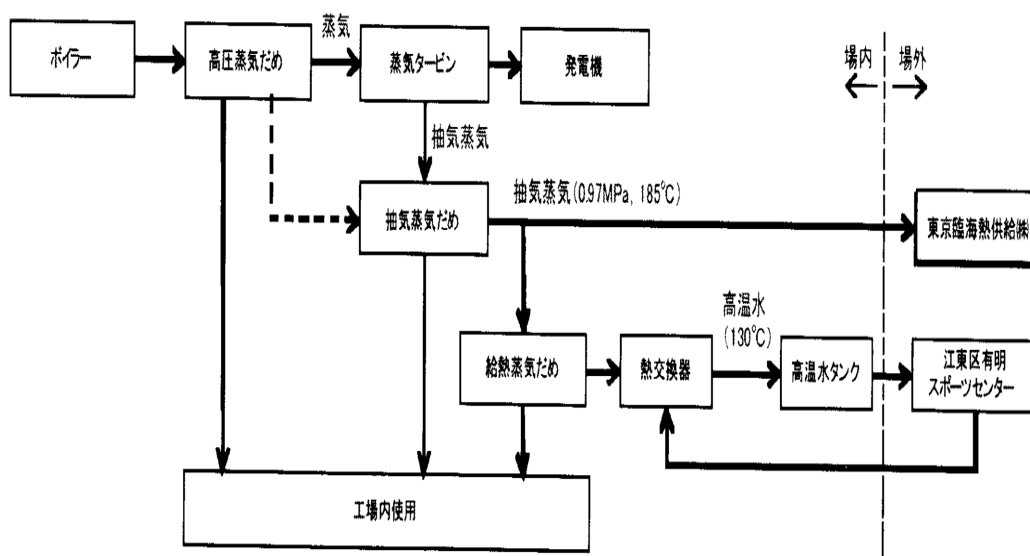 蒸気
ボイラー
高圧蒸気だめ
蒸気タービン
発電機
場内
場外
抽気蒸気
抽気蒸気(0.97MPa, 185℃)
抽気蒸気だめ
東京臨海熱供給㈱
高温水
(130℃)
給熱蒸気だめ
熱交換器
高温水タンク
江東区有明
スポーツセンター
工場内使用